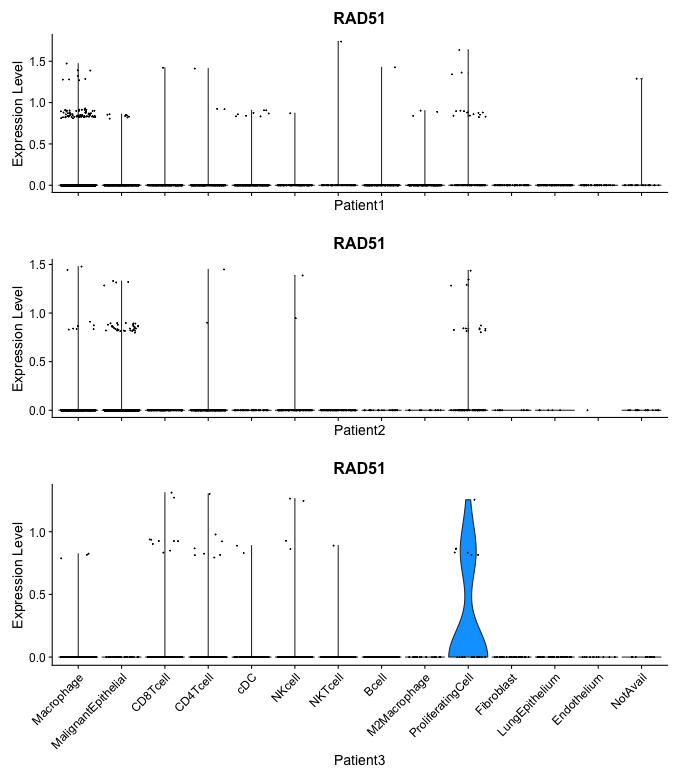 RAD51
Expression Level
1.5
1.0
0.5
0.0
Patient1
RAD51
Expression Level
1.5
1.0
0.5
0.0
Patient2
RAD51
Expression Level
1.0
0.5
0.0
Macrophage
MalignantEpithelial
CD8Tcell
CD4Tcell
cDC
NKcell
NKTcell
Bcell
M2Macrophage
ProliferatingCell
Fibroblast
LungEpithelium
Endothelium
NotAvail
Patient3